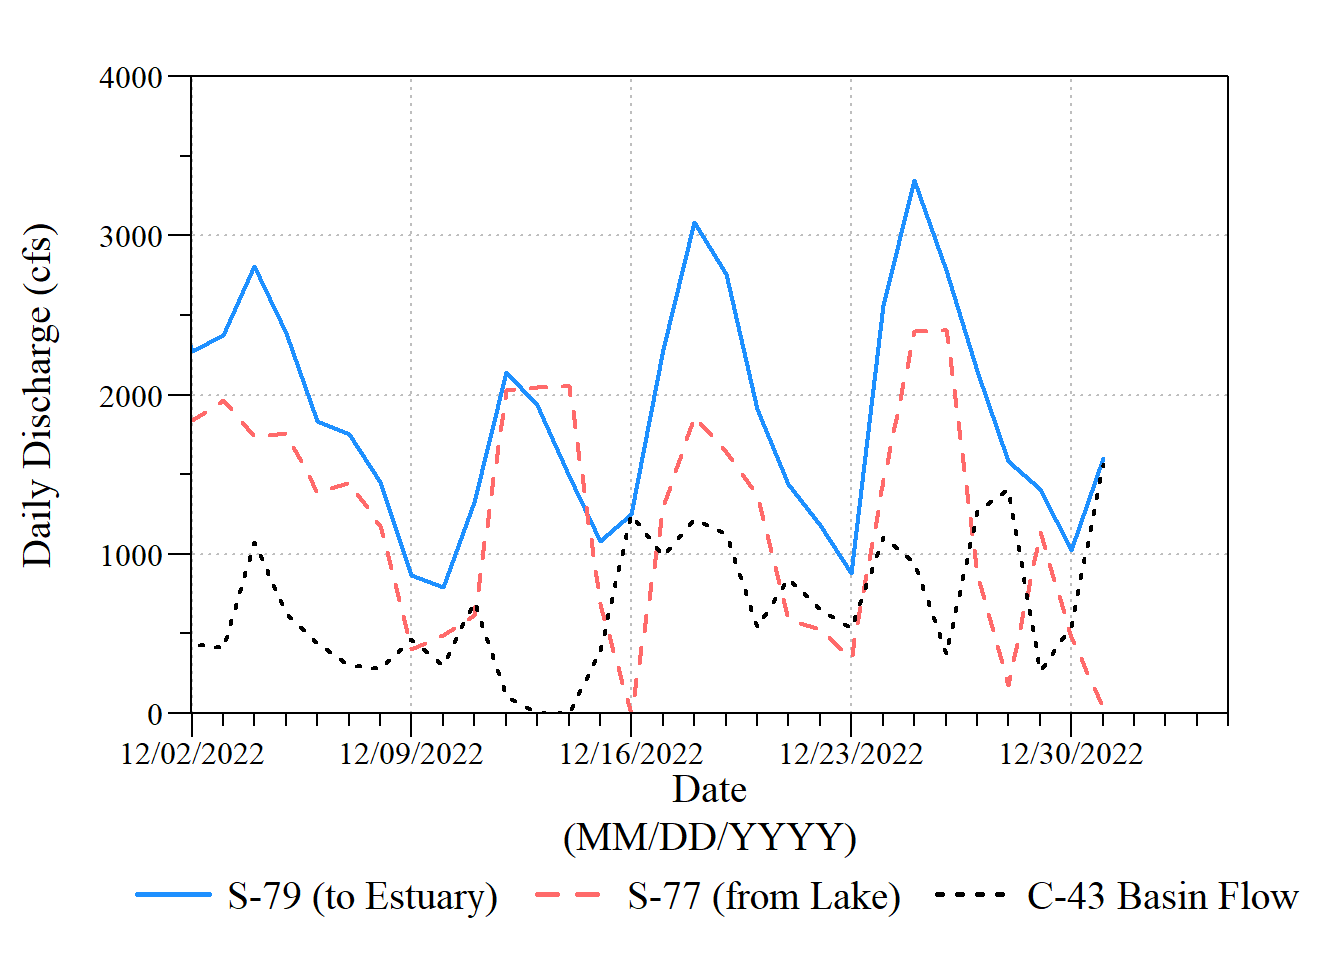 4000
3000
2000
1000
0
Daily Discharge (cfs)
12/02/2022 12/09/2022 12/16/2022 12/23/2022 12/30/2022
Date
(MM/DD/YYYY)
S-79 (to Estuary) S-77 (from Lake) C-43 Basin Flow